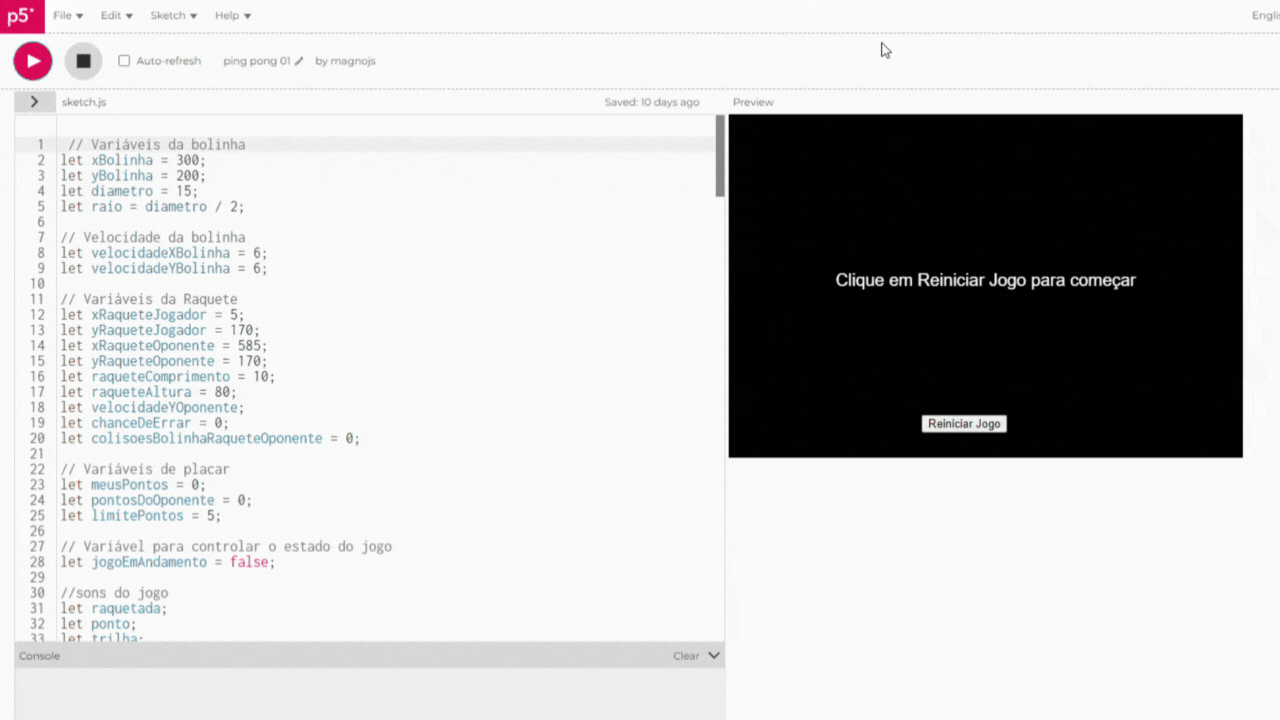 p5* File Edit Sketch Help
Auto-refresh ping pong 01 by magnojs
sketch.js Saved: 10 days ago Preview
1 // Variáveis da bolinha
2 let xBolinha = 300;
3 let yBolinha = 200;
4 let diametro = 15;
5 let raio = diametro / 2;
6
7 // Velocidade da bolinha
8 let velocidadeXBolinha = 6;
9 let velocidadeYBolinha = 6;
10
11 // Variáveis da Raquete
12 let xRaqueteJogador = 5;
13 let yRaqueteJogador = 170;
14 let xRaqueteOponente = 585;
15 let yRaqueteOponente = 170;
16 let raqueteComprimento = 10;
17 let raqueteAltura = 80;
18 let velocidadeYOponente;
19 let chanceDeErrar = 0;
20 let colisoesBolinhaRaqueteOponente = 0;
21
22 // Variáveis de placar
23 let meusPontos = 0;
24 let pontosDoOponente = 0;
25 let limitePontos = 5;
26
27 // Variável para controlar o estado do jogo
28 let jogoEmAndamento = false;
29
30 //sons do jogo
31 let raquetada;
32 let ponto;
33 let trilha;
Clique em Reiniciar Jogo para começar
Reiniciar Jogo
Console Clear